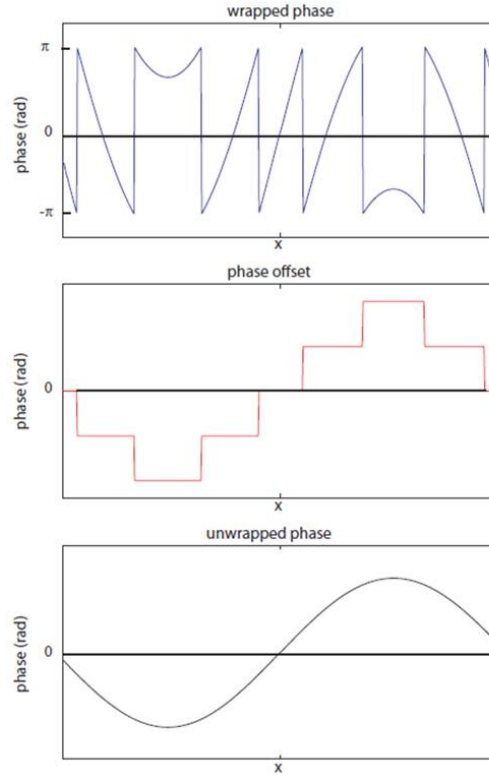 wrapped phase
π
phase (rad)
0
-π
x
phase offset
phase (rad)
0
x
unwrapped phase
phase (rad)
0
x